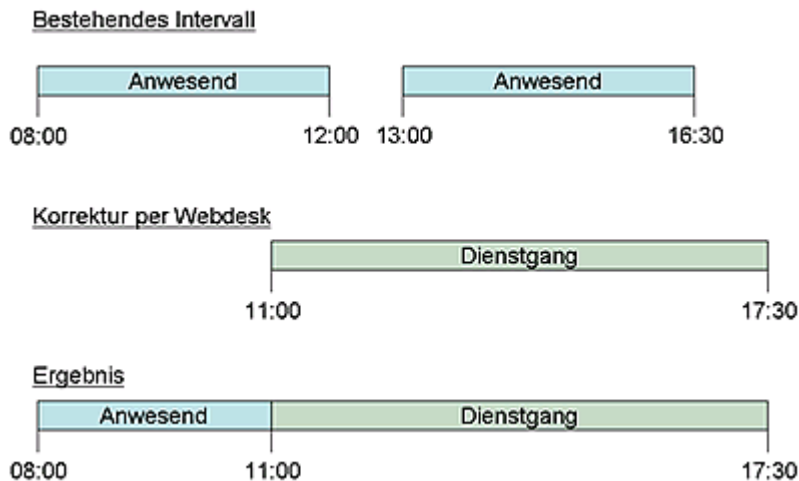 Bestehendes Intervall
Anwesend Anwesend
08:00 12:00 13:00 16:30
Korrektur per Webdesk
Dienstgang
11:00 17:30
Ergebnis
Anwesend Dienstgang
08:00 11:00 17:30